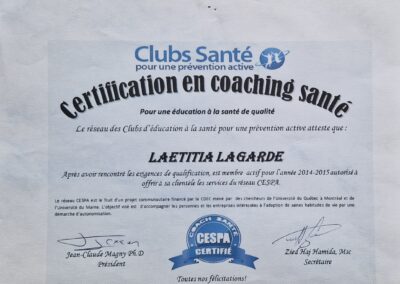 Clubs Santé
pour une prévention active
Certification en coaching santé
Pour une éducation à la santé de qualité
Le réseau des Clubs d'éducation à la santé pour une prévention active atteste que :
LAETITIA LAGARDE
Après avoir rencontré les exigences de qualification, est membre actif pour l'année 2014-2015 autorisé à
offrir à sa clientèle les services du réseau CESPA.
Le réseau CESPA est le fruit d'un projet communautaire financé par le CDEC et mené par des chercheurs de l'Université du Québec à Montréal et de
l'Université du Maine. L'objectif visé est d'accompagner les personnes et les entreprises intéressées à l'adoption de saines habitudes de vie par une
démarche d'autonomisation.
COACH SANTÉ
CESPA
CERTIFIÉ
Jean-Claude Magny Ph.D
Président
Zied Haj Hamida, Msc
Secrétaire
Toutes nos félicitations!